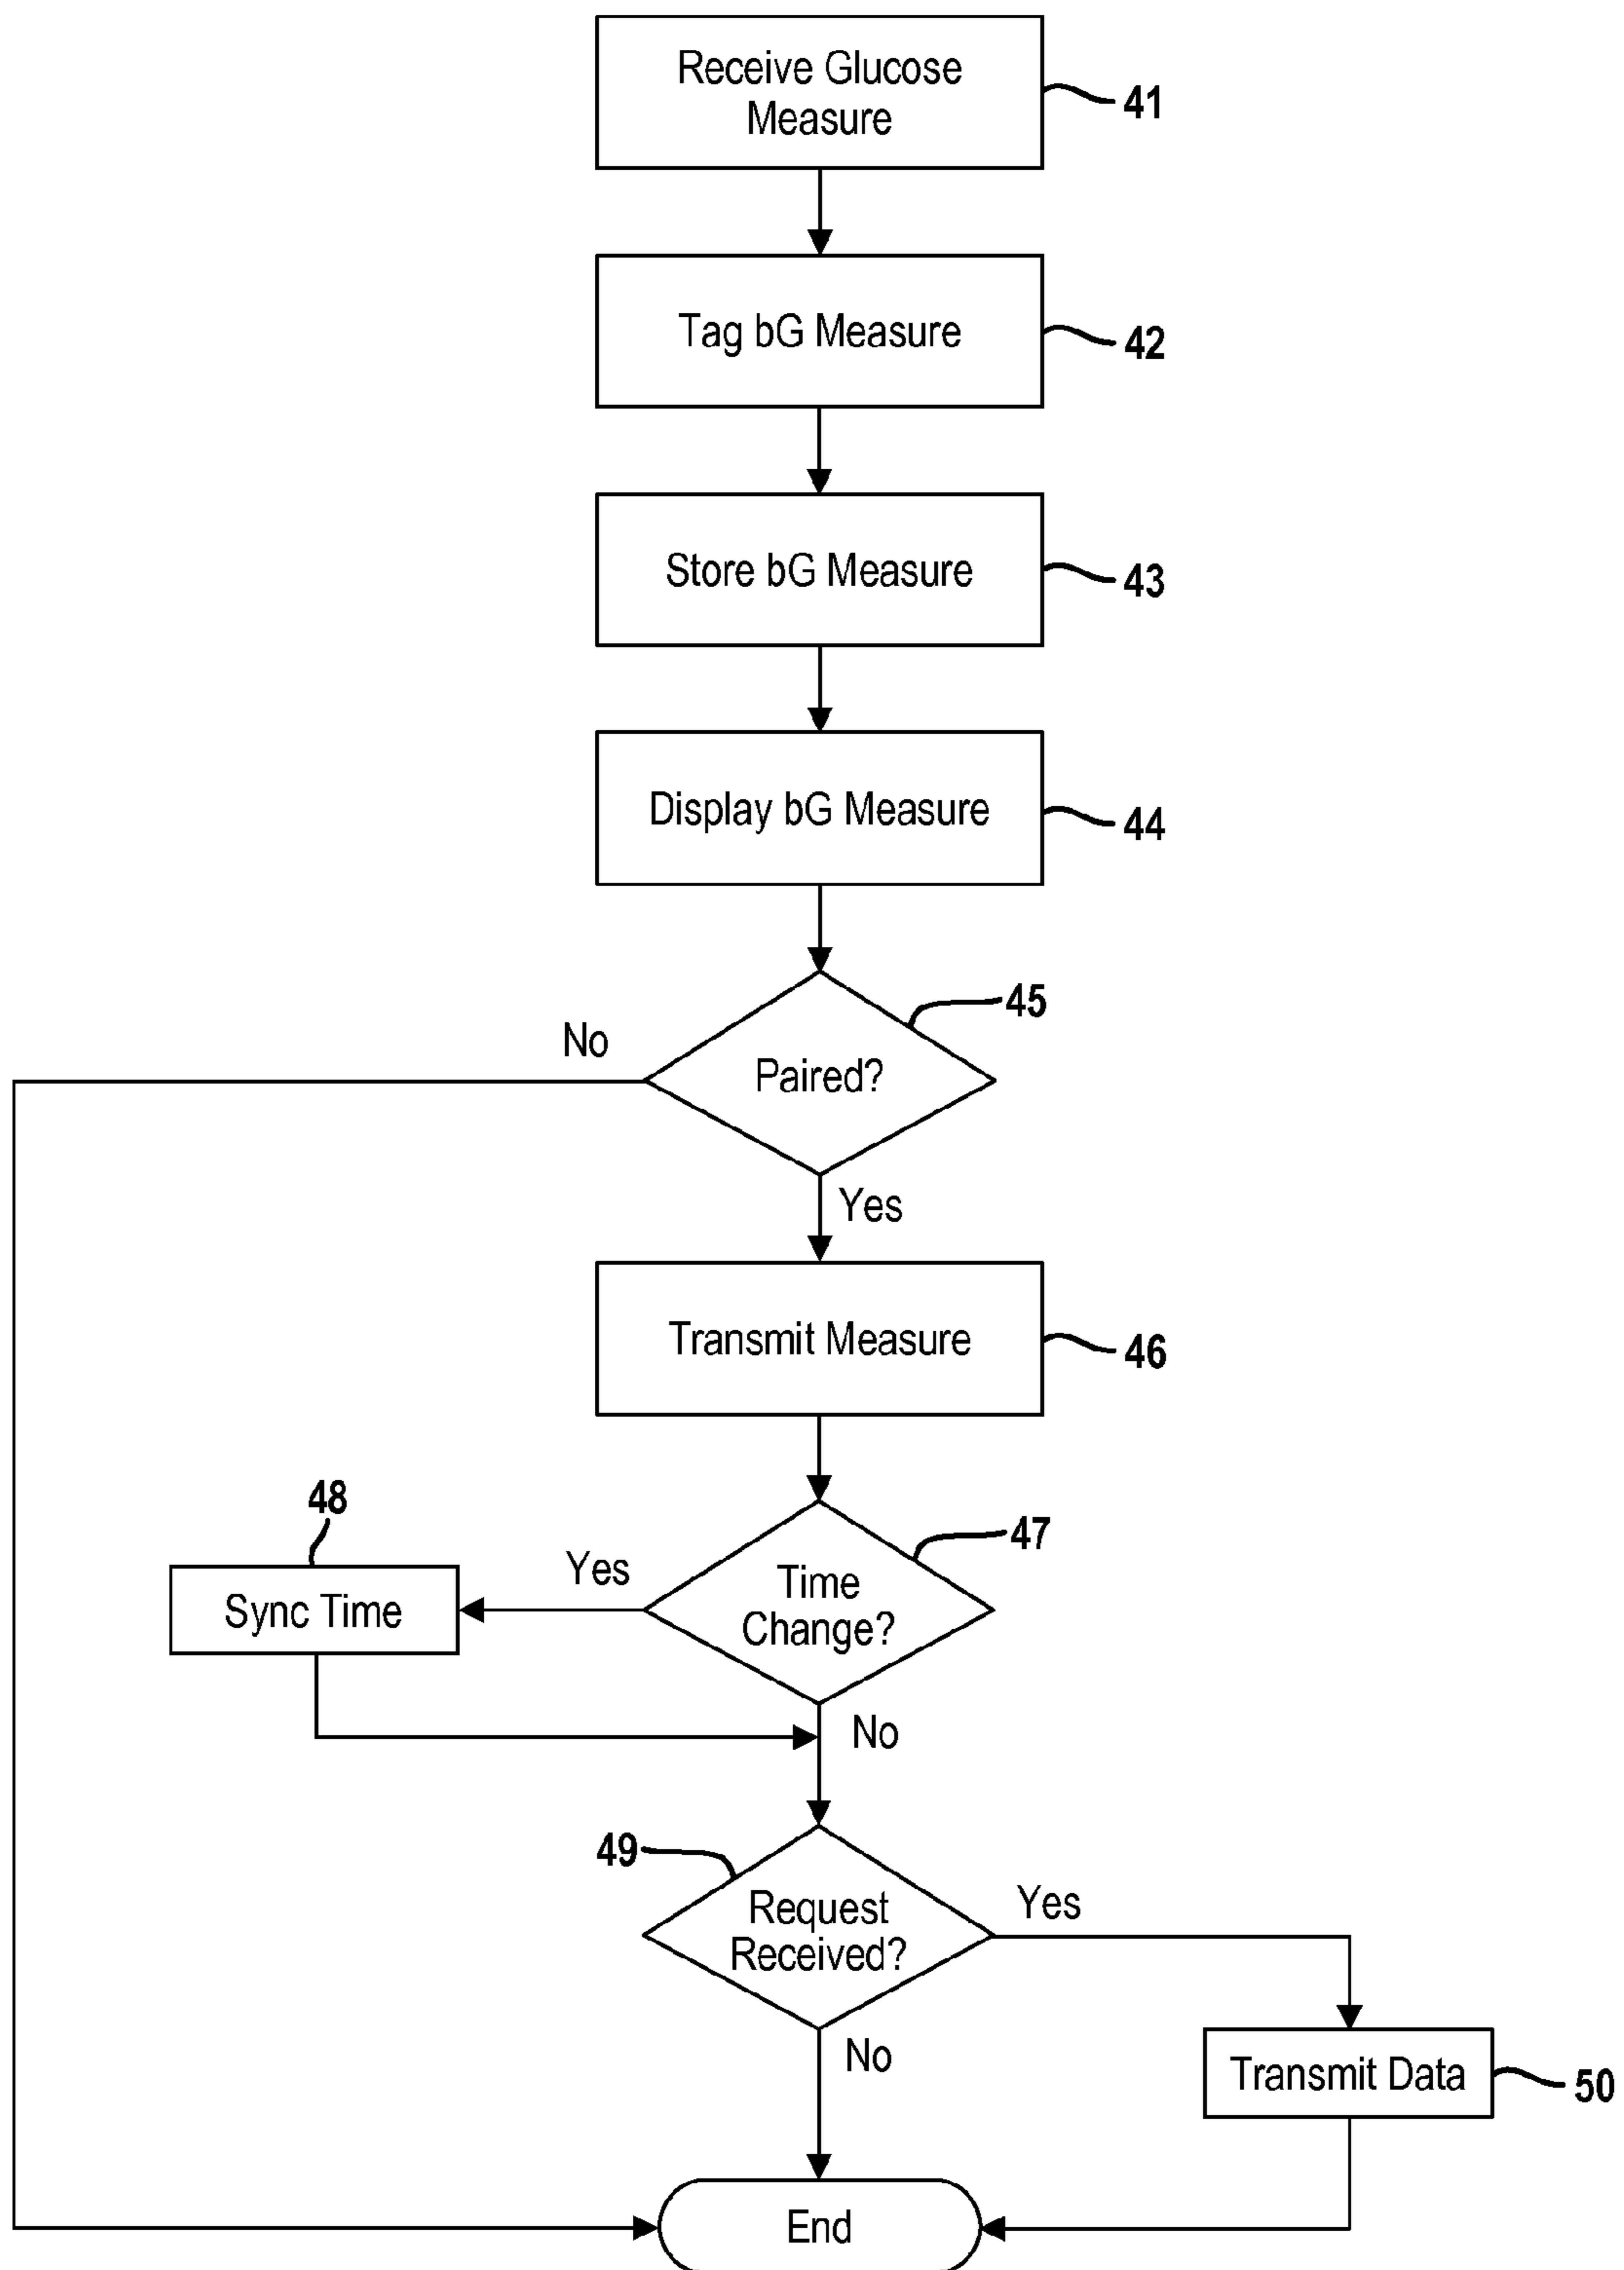 Receive Glucose
Measure
41
Tag bG Measure
42
Store bG Measure
43
Display bG Measure
44
45
No
Paired?
Yes
Transmit Measure
46
48
47
Yes
Time
Change?
Sync Time
No
49
Request
Received?
Yes
No
Transmit Data
50
End